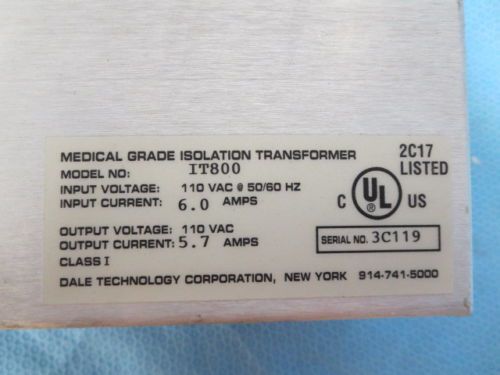 MEDICAL GRADE ISOLATION TRANSFORMER
MODEL NO: IT800
INPUT VOLTAGE: 110 VAC @ 50/60 HZ
INPUT CURRENT: 6.0 AMPS
OUTPUT VOLTAGE: 110 VAC
OUTPUT CURRENT: 5.7 AMPS
CLASS I
DALE TECHNOLOGY CORPORATION, NEW YORK 914-741-5000
2C17
LISTED
C UL US
®
SERIAL NO. 3C119